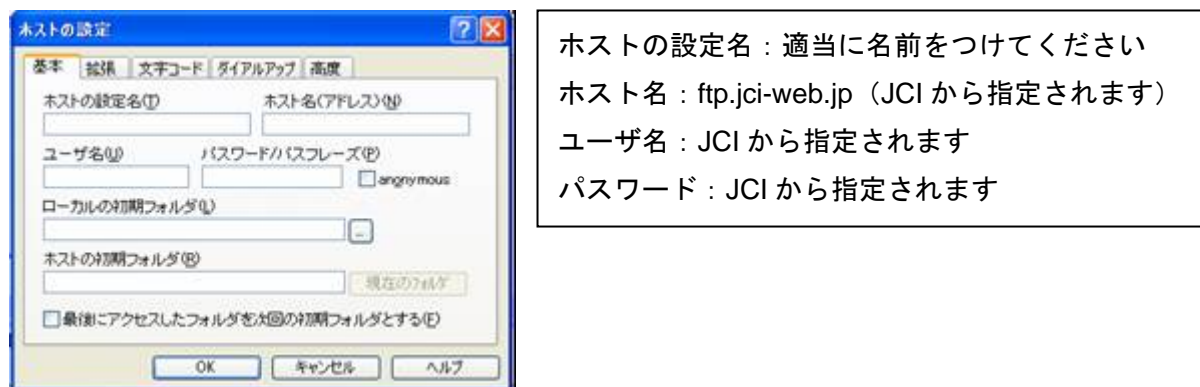 ホストの設定
基本 拡張 文字コード ダイアルアップ 高度
ホストの設定名(T) ホスト名(アドレス)(N)
ユーザ名(U) パスワード/パスフレーズ(P)
anonymous
ローカルの初期フォルダ(L)
...
ホストの初期フォルダ(R)
現在のフォルダ
最後にアクセスしたフォルダを次回の初期フォルダとする(F)
OK キャンセル ヘルプ
ホストの設定名：適当に名前をつけてください
ホスト名：ftp.jci-web.jp（JCI から指定されます）
ユーザ名：JCI から指定されます
パスワード：JCI から指定されます